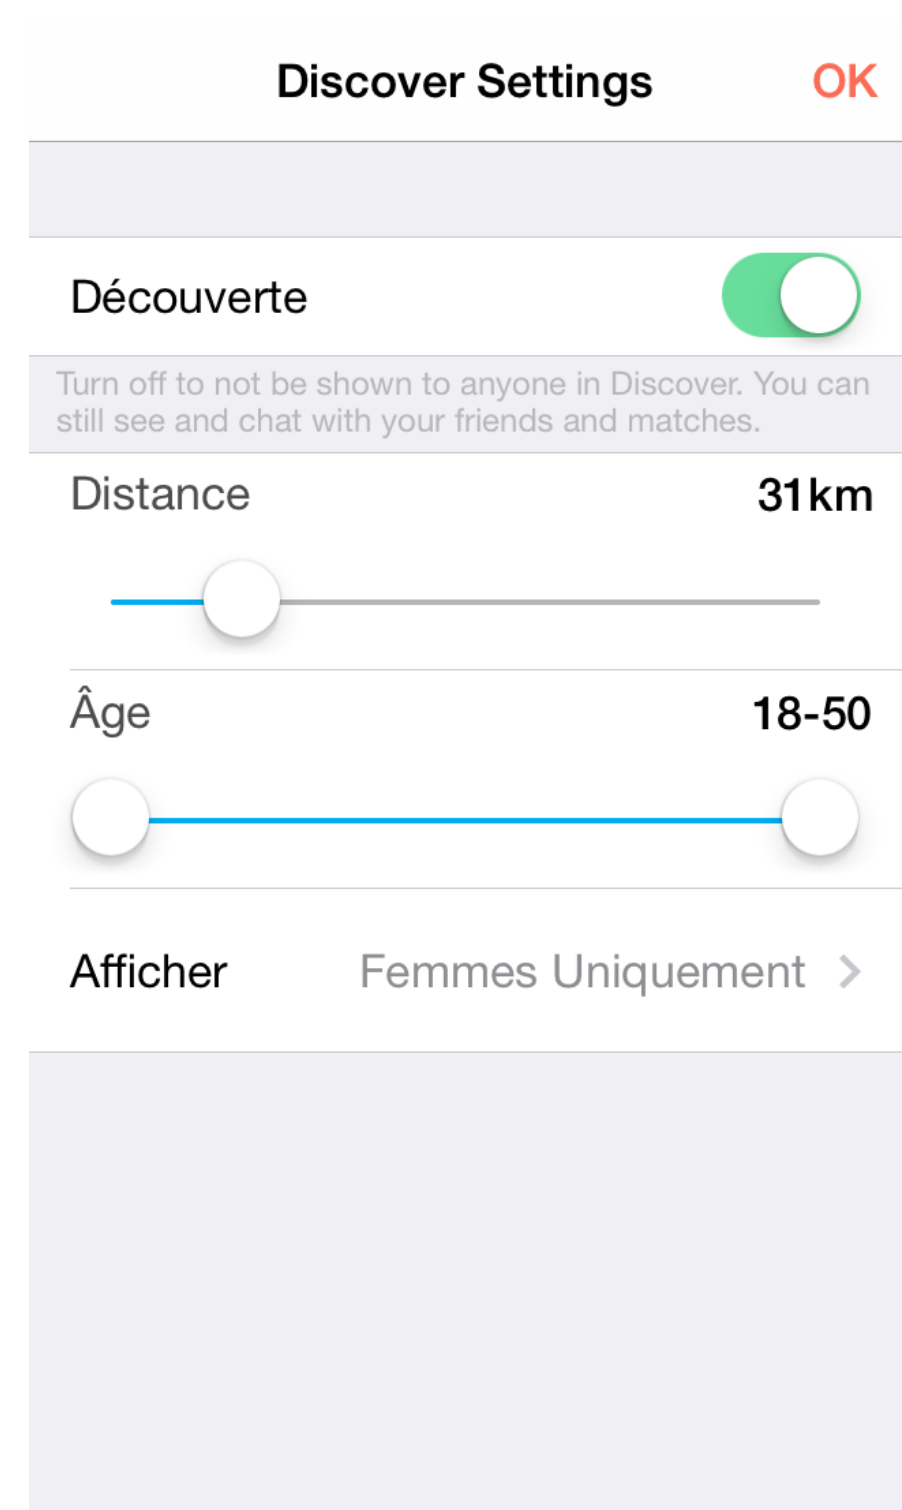 Discover Settings OK
Découverte
Turn off to not be shown to anyone in Discover. You can
still see and chat with your friends and matches.
Distance 31km
Âge 18-50
Afficher Femmes Uniquement